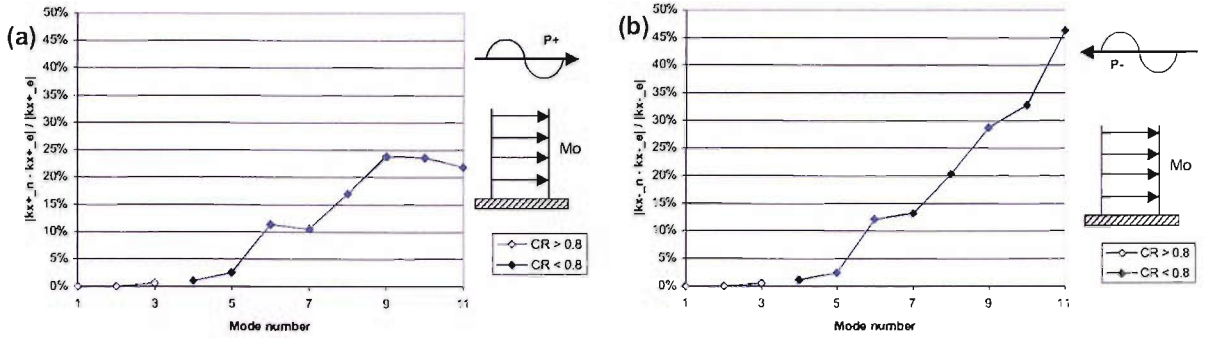 (a)
|kx+_n - kx+_e| / |kx+_e|
50%
45%
40%
35%
30%
25%
20%
15%
10%
5%
0%
1 3 5 7 9 11
Mode number
P+
Mo
CR > 0.8
CR < 0.8
(b)
|kx-_n - kx-_e| / |kx-_e|
50%
45%
40%
35%
30%
25%
20%
15%
10%
5%
0%
1 3 5 7 9 11
Mode number
P-
Mo
CR > 0.8
CR < 0.8